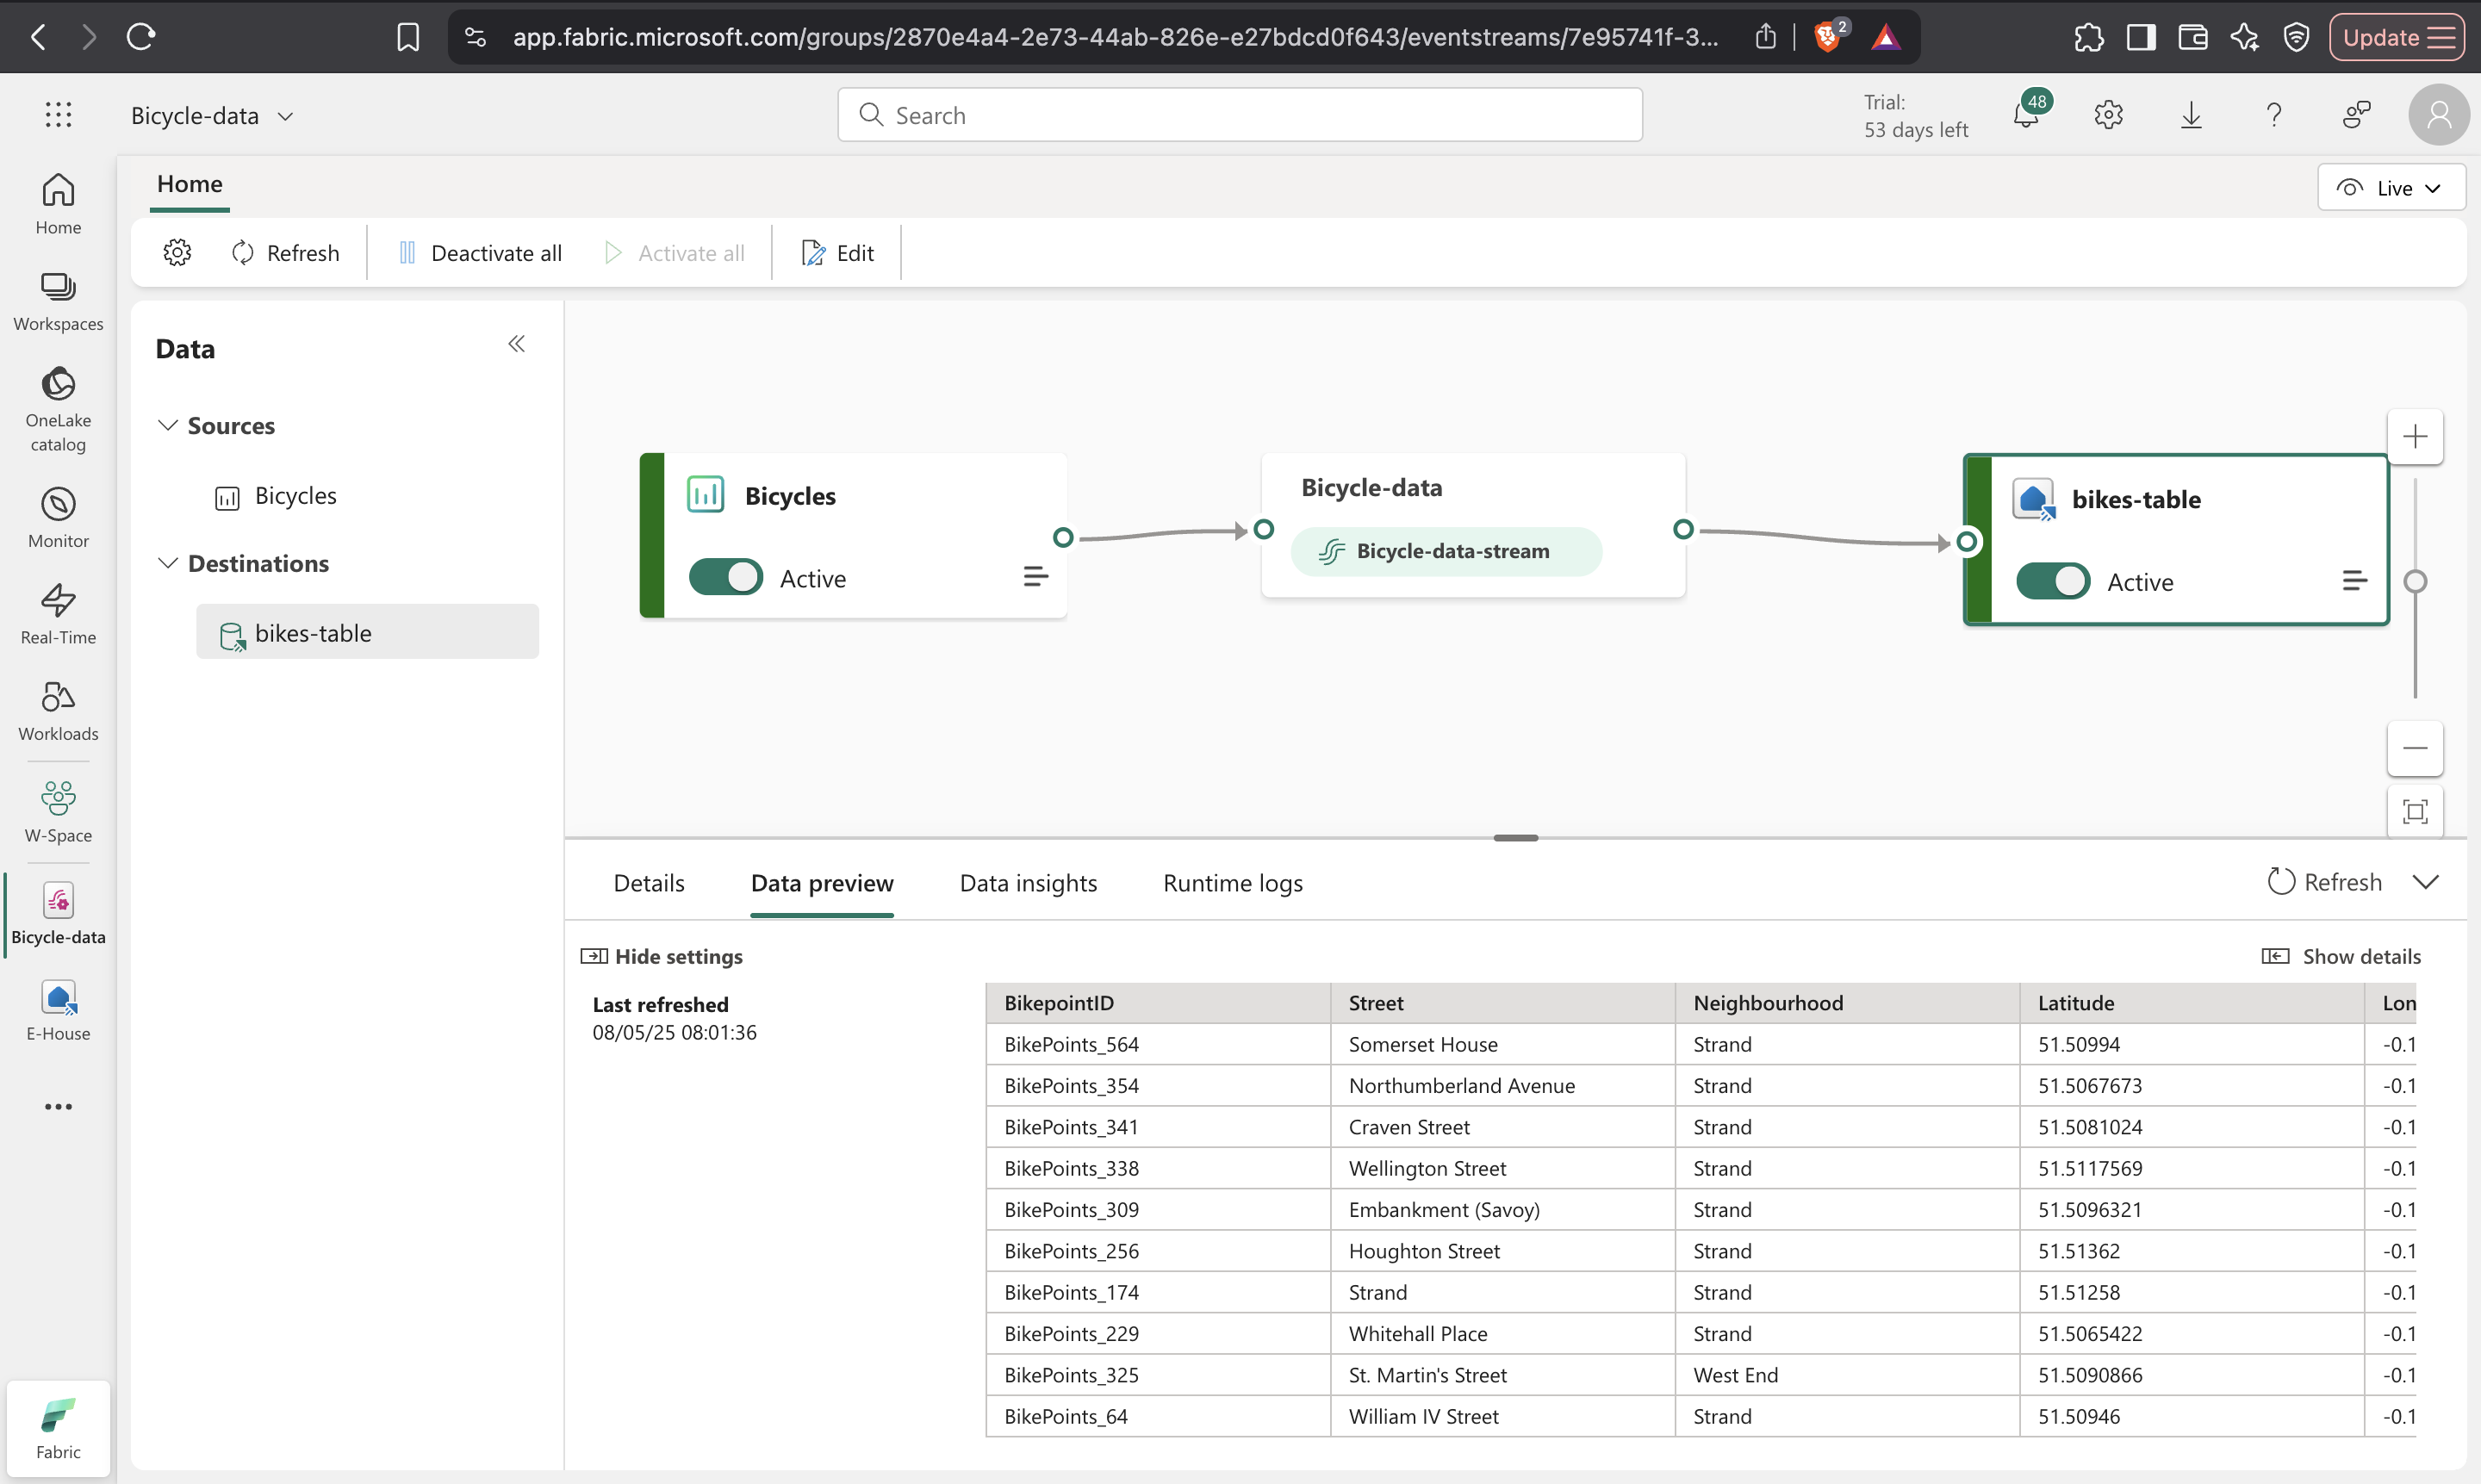 app.fabric.microsoft.com/groups/2870e4a4-2e73-44ab-826e-e27bdcd0f643/eventstreams/7e95741f-3...
2
Update
Bicycle-data
Search
Trial:
53 days left
48
Home
Live
Refresh
Deactivate all
Activate all
Edit
Home
Workspaces
OneLake
catalog
Monitor
Real-Time
Workloads
W-Space
Bicycle-data
E-House
Fabric
Data
Sources
Bicycles
Destinations
bikes-table
Bicycles
Active
Bicycle-data
Bicycle-data-stream
bikes-table
Active
Details
Data preview
Data insights
Runtime logs
Refresh
Hide settings
Show details
Last refreshed
08/05/25 08:01:36
BikepointID Street Neighbourhood Latitude Lon
BikePoints_564 Somerset House Strand 51.50994 -0.1
BikePoints_354 Northumberland Avenue Strand 51.5067673 -0.1
BikePoints_341 Craven Street Strand 51.5081024 -0.1
BikePoints_338 Wellington Street Strand 51.5117569 -0.1
BikePoints_309 Embankment (Savoy) Strand 51.5096321 -0.1
BikePoints_256 Houghton Street Strand 51.51362 -0.1
BikePoints_174 Strand Strand 51.51258 -0.1
BikePoints_229 Whitehall Place Strand 51.5065422 -0.1
BikePoints_325 St. Martin's Street West End 51.5090866 -0.1
BikePoints_64 William IV Street Strand 51.50946 -0.1